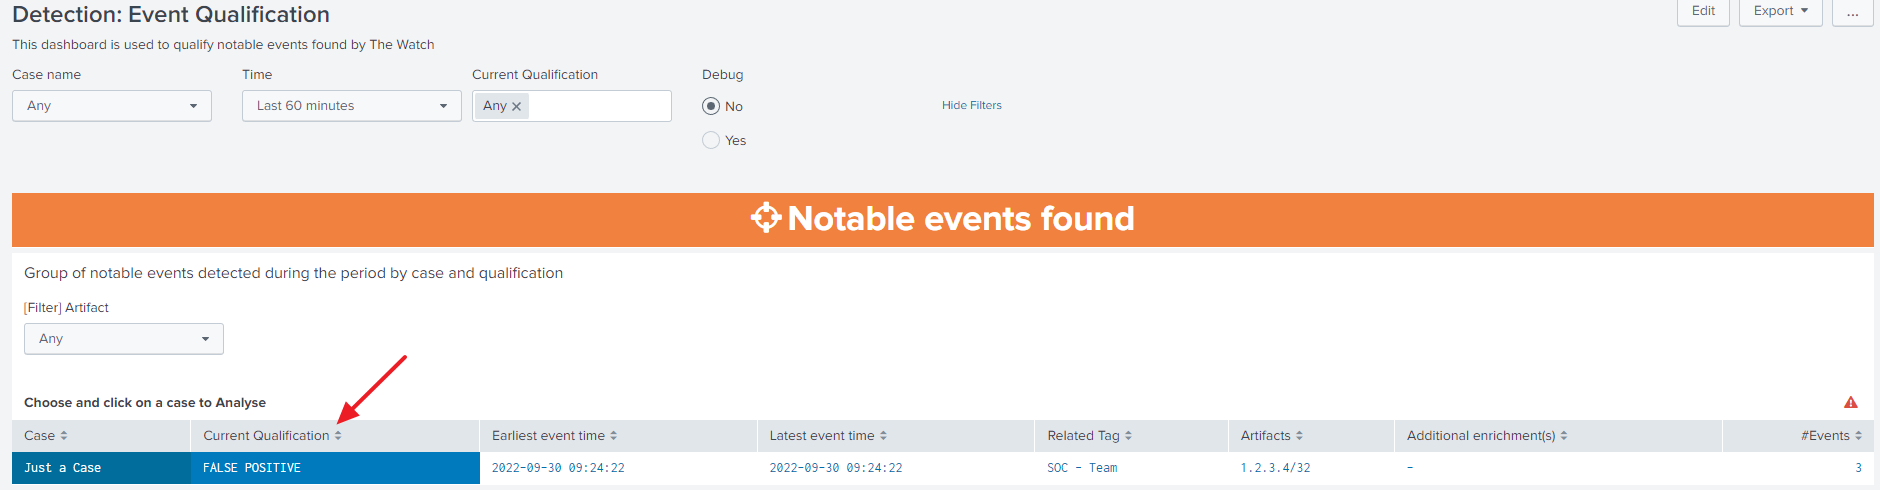 Detection: Event Qualification
Edit
Export
...
This dashboard is used to qualify notable events found by The Watch
Case name
Time
Current Qualification
Debug
Any
Last 60 minutes
Any ×
No
Hide Filters
Yes
Notable events found
Group of notable events detected during the period by case and qualification
[Filter] Artifact
Any
Choose and click on a case to Analyse
Case Current Qualification Earliest event time Latest event time Related Tag Artifacts Additional enrichment(s) #Events
Just a Case FALSE POSITIVE 2022-09-30 09:24:22 2022-09-30 09:24:22 SOC - Team 1.2.3.4/32 - 3